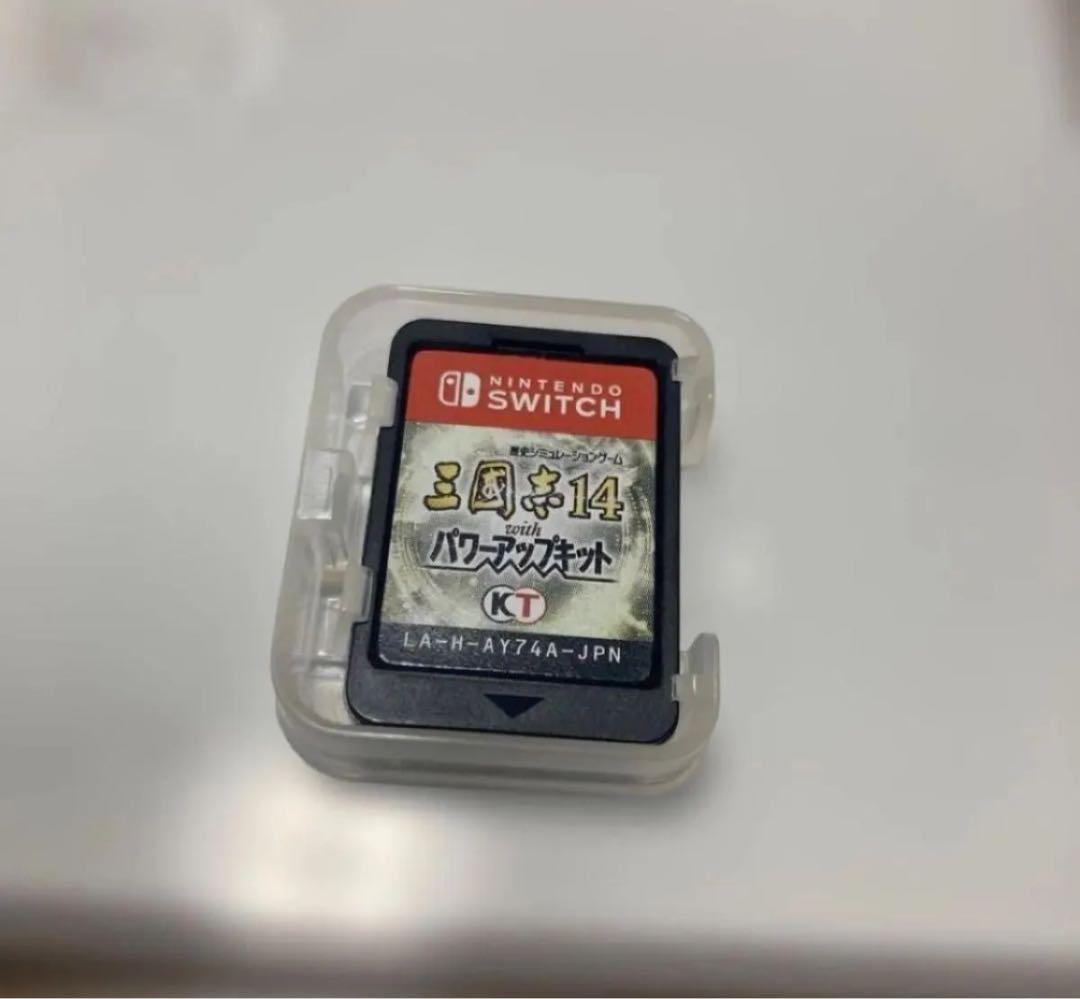 NINTENDO
SWITCH
歴史シミュレーションゲーム
三國志14
with
パワーアップキット
KT
LA-H-AY74A-JPN